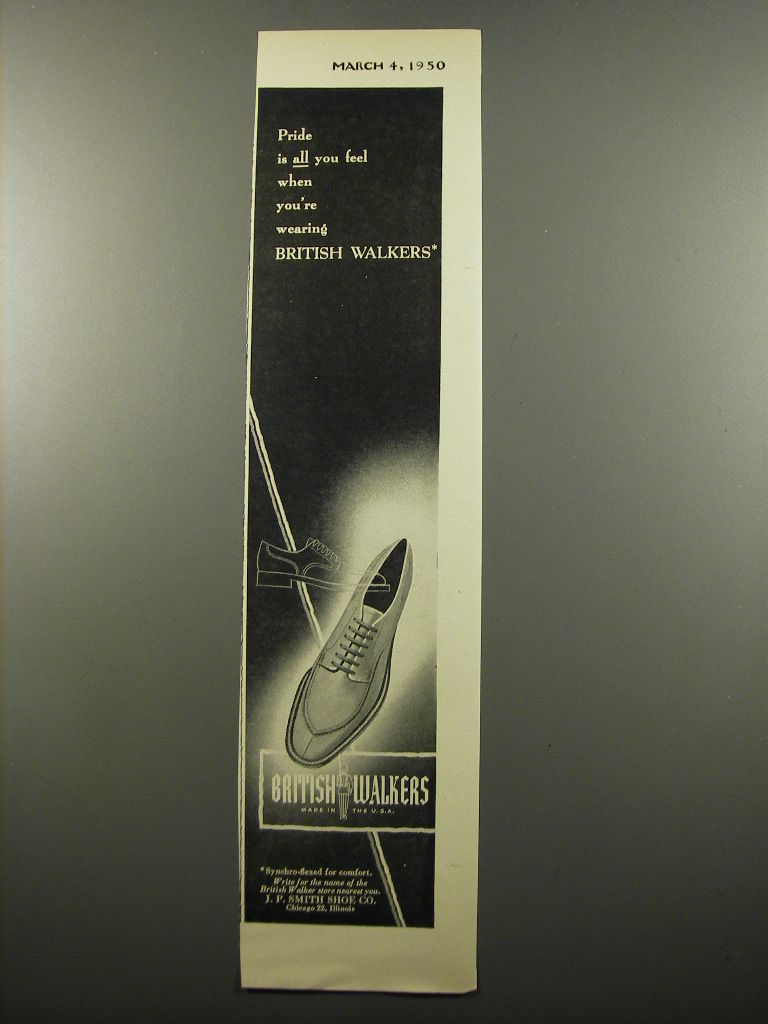 MARCH 4, 1950
Pride
is all you feel
when
you're
wearing
BRITISH WALKERS*
BRITISH WALKERS
MADE IN THE U.S.A.
*Synchro-flexed for comfort.
Write for the name of the
British Walker store nearest you.
J. P. SMITH SHOE CO.
Chicago 22, Illinois